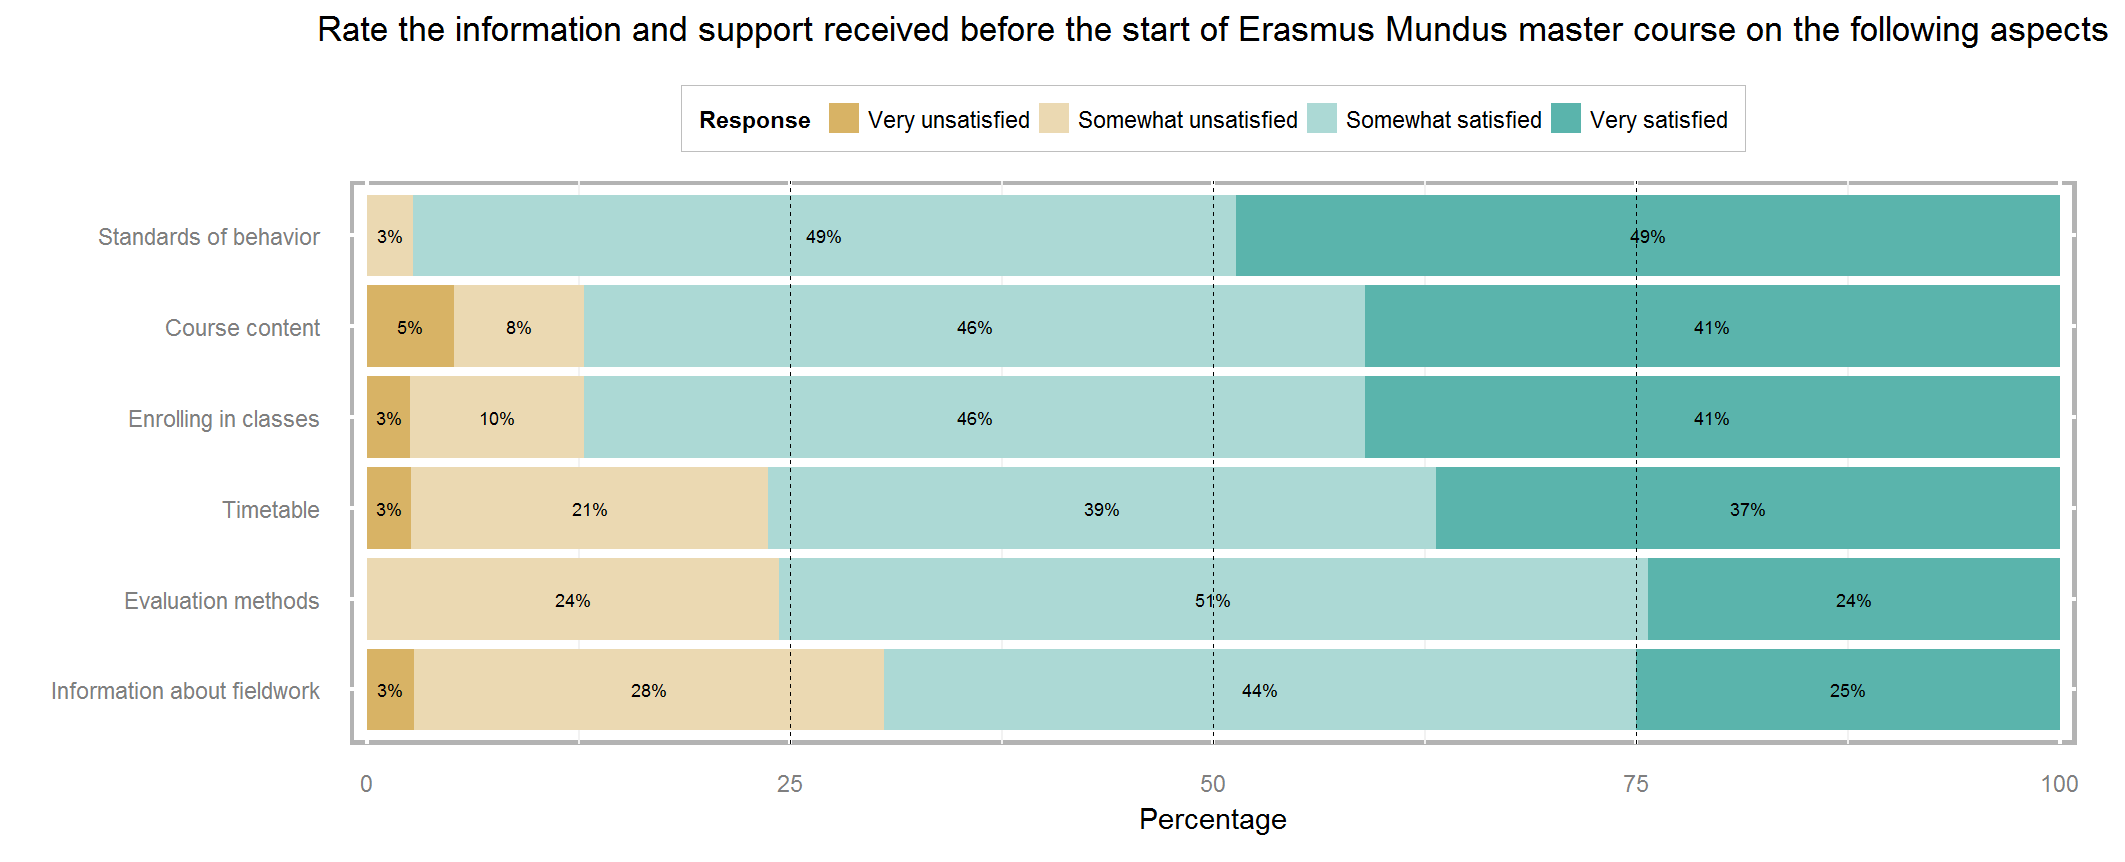 Rate the information and support received before the start of Erasmus Mundus master course on the following aspects
Response Very unsatisfied Somewhat unsatisfied Somewhat satisfied Very satisfied
Standards of behavior 3% 49% 49%
Course content 5% 8% 46% 41%
Enrolling in classes 3% 10% 46% 41%
Timetable 3% 21% 39% 37%
Evaluation methods 24% 51% 24%
Information about fieldwork 3% 28% 44% 25%
0 25 50 75 100
Percentage